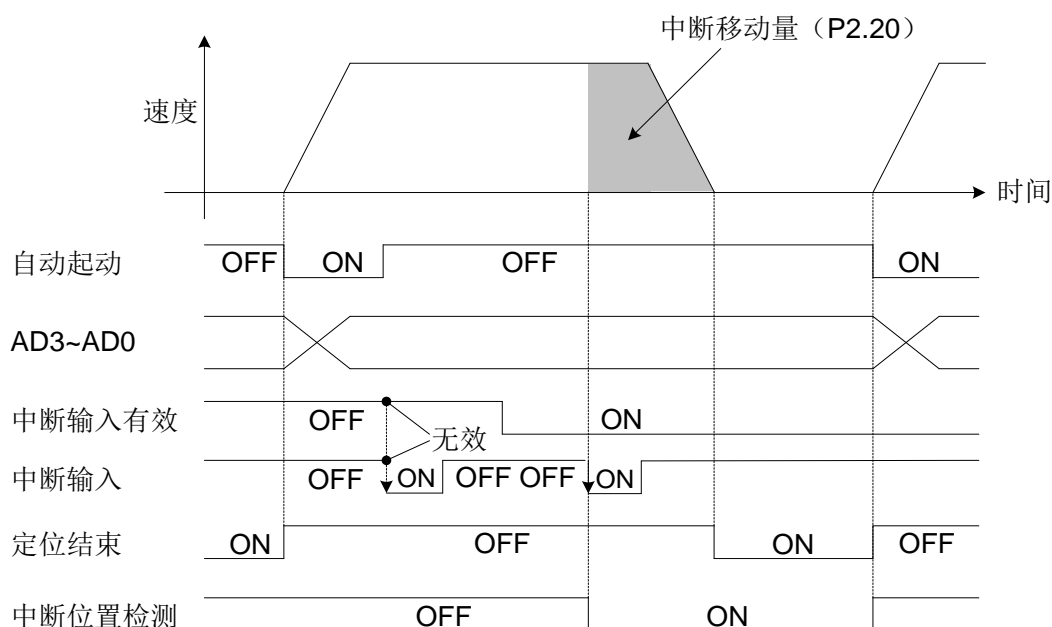 中断移动量（P2.20）
速度
时间
自动起动 OFF ON OFF ON
AD3~AD0
中断输入有效 OFF ON
无效
中断输入 OFF ON OFF OFF ON
定位结束 ON OFF ON OFF
中断位置检测 OFF ON